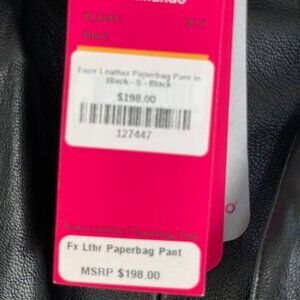 SLG451 BLK
Black
Faux Leather Paperbag Pant in
Black - S - Black
$198.00
127447
Faux Leather Paperbag Pant
Fx Lthr Paperbag Pant
MSRP $198.00